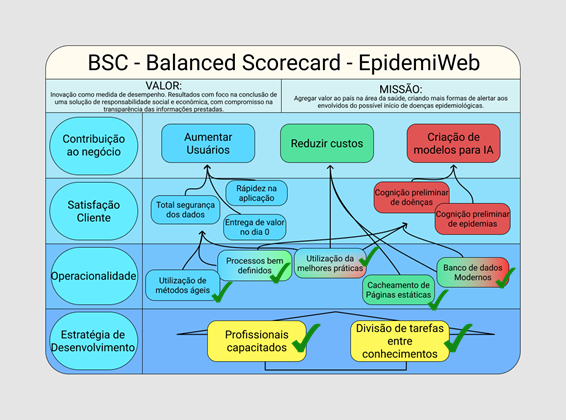 BSC - Balanced Scorecard - EpidemiWeb
VALOR:
Inovação como medida de desempenho. Resultados com foco na conclusão de
uma solução de responsabilidade social e econômica, com compromisso na
transparência das informações prestadas.
MISSÃO:
Agregar valor ao país na área da saúde, criando mais formas de alertar aos
envolvidos do possível início de doenças epidemiológicas.
Contribuição
ao negócio
Aumentar
Usuários
Reduzir custos
Criação de
modelos para IA
Satisfação
Cliente
Total segurança
dos dados
Rápidez na
aplicação
Entrega de valor
no dia 0
Cognição preliminar
de doenças
Cognição preliminar
de epidemias
Operacionalidade
Utilização de
métodos ágeis
Processos bem
definidos
Utilização da
melhores práticas
Cacheamento de
Páginas estáticas
Banco de dados
Modernos
Estratégia de
Desenvolvimento
Profissionais
capacitados
Divisão de tarefas
entre
conhecimentos